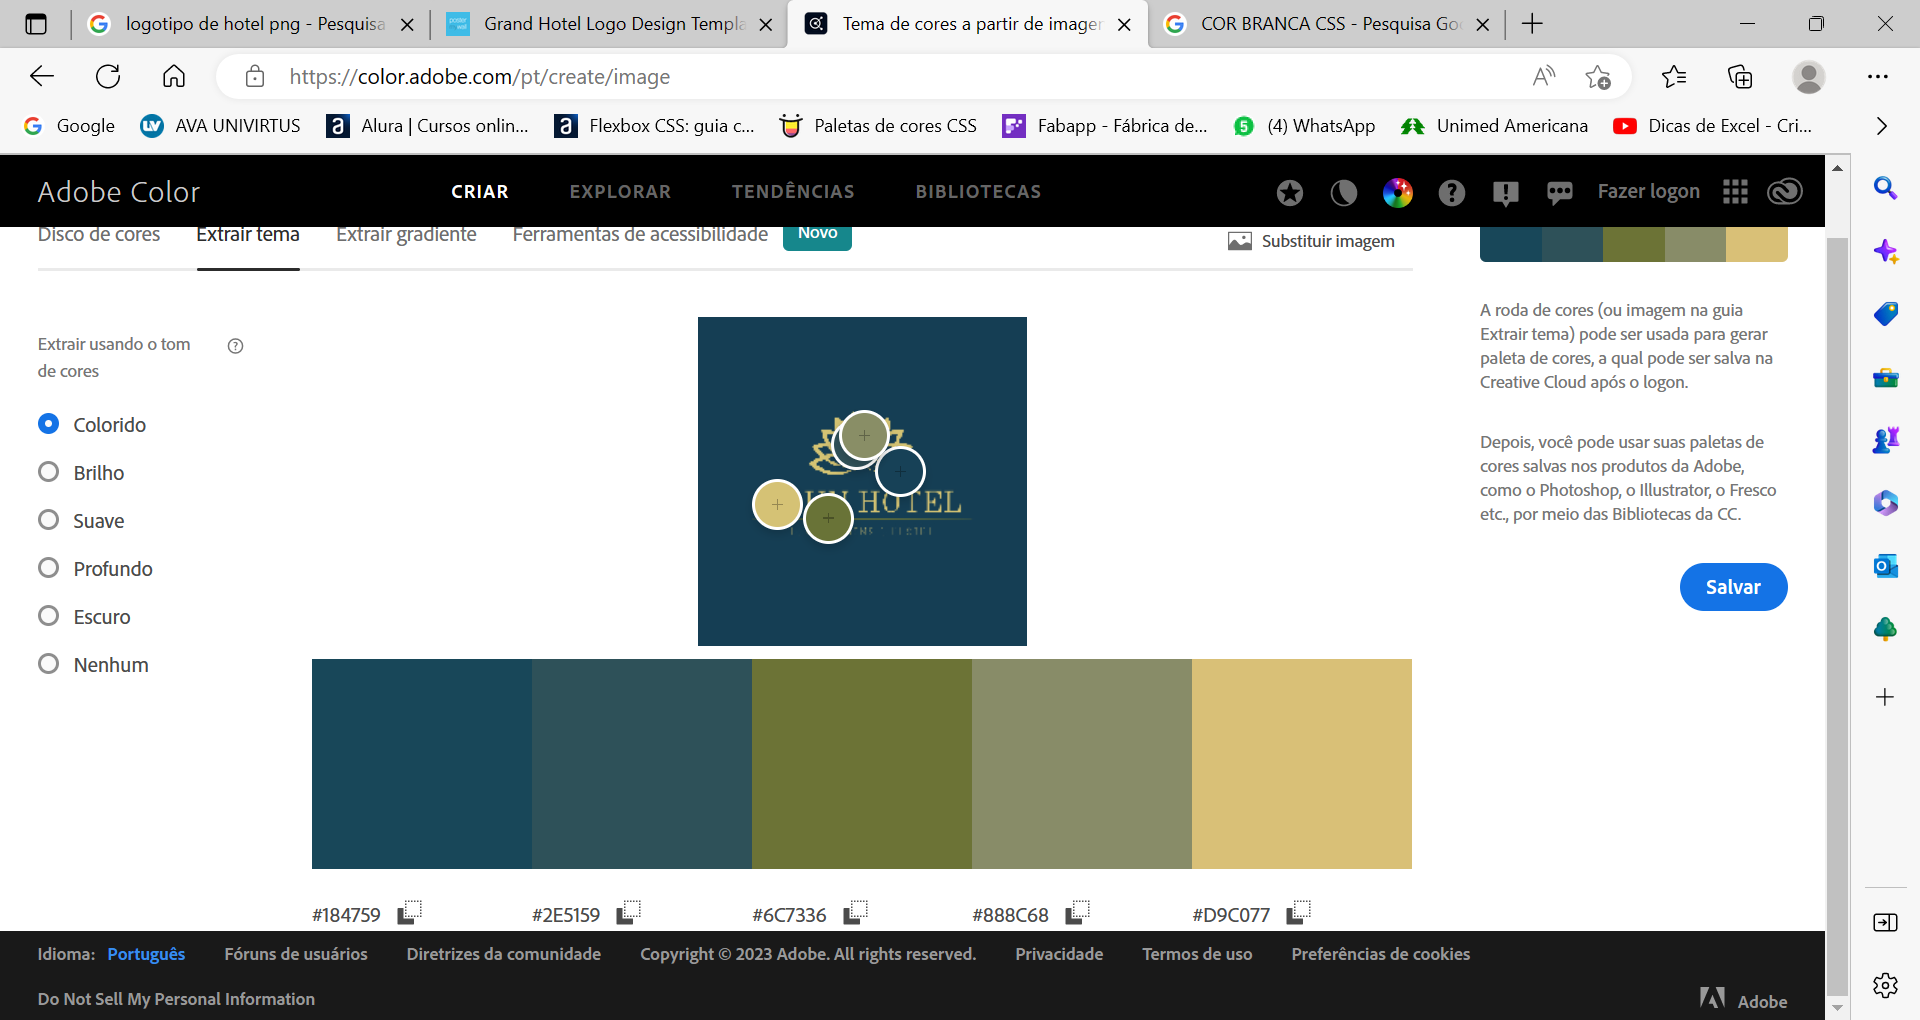 logotipo de hotel png - Pesquisa
Grand Hotel Logo Design Templa
Tema de cores a partir de imagen
COR BRANCA CSS - Pesquisa Goo
https://color.adobe.com/pt/create/image
Google
AVA UNIVIRTUS
Alura | Cursos onlin...
Flexbox CSS: guia c...
Paletas de cores CSS
Fabapp - Fábrica de...
(4) WhatsApp
Unimed Americana
Dicas de Excel - Cri...
Adobe Color
CRIAR
EXPLORAR
TENDÊNCIAS
BIBLIOTECAS
Fazer logon
Disco de cores
Extrair tema
Extrair gradiente
Ferramentas de acessibilidade
Novo
Substituir imagem
Extrair usando o tom
de cores
Colorido
Brilho
Suave
Profundo
Escuro
Nenhum
HOTEL
A roda de cores (ou imagem na guia
Extrair tema) pode ser usada para gerar
paleta de cores, a qual pode ser salva na
Creative Cloud após o logon.
Depois, você pode usar suas paletas de
cores salvas nos produtos da Adobe,
como o Photoshop, o Illustrator, o Fresco
etc., por meio das Bibliotecas da CC.
Salvar
#184759
#2E5159
#6C7336
#888C68
#D9C077
Idioma: Português
Fóruns de usuários
Diretrizes da comunidade
Copyright © 2023 Adobe. All rights reserved.
Privacidade
Termos de uso
Preferências de cookies
Do Not Sell My Personal Information
Adobe